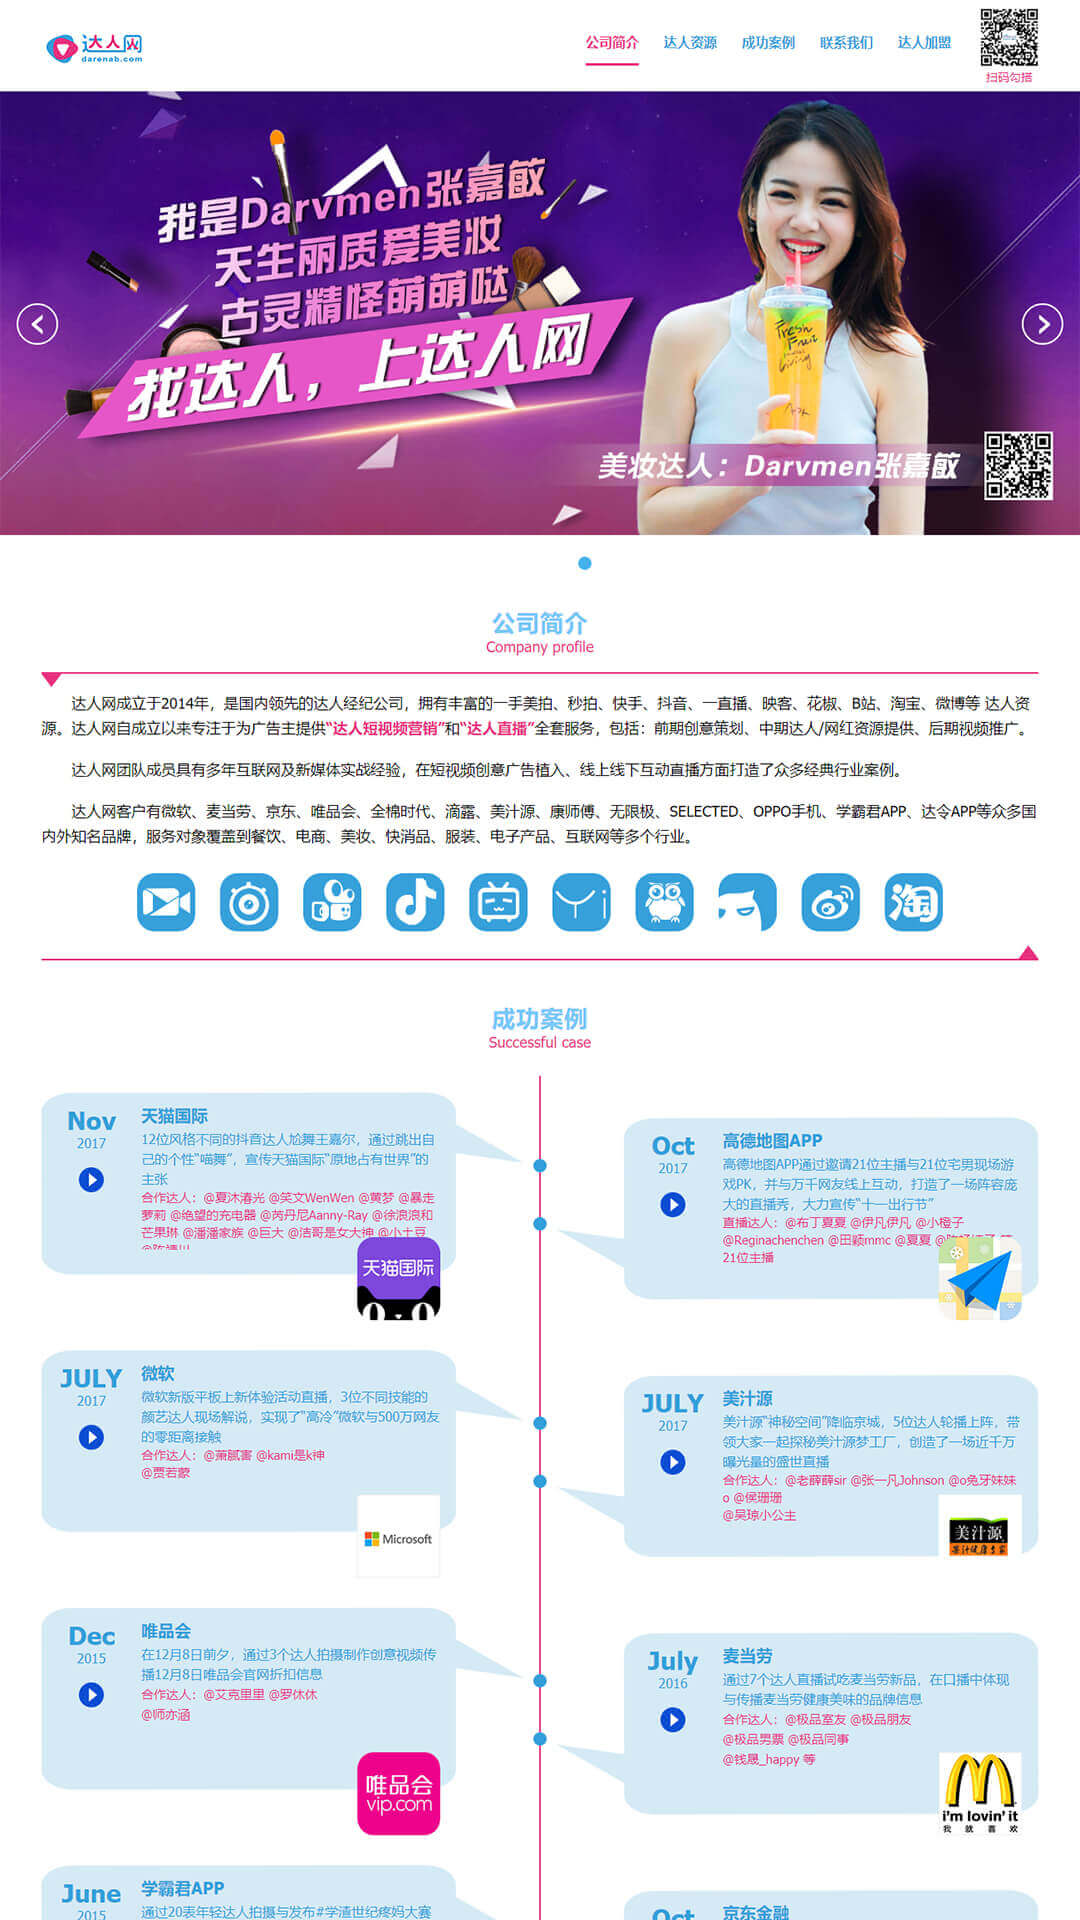 达人网
darenab.com
公司简介
达人资源
成功案例
联系我们
达人加盟
扫码勾搭
我是Darvmen张嘉敏
天生丽质爱美妆
古灵精怪萌萌哒
找达人，上达人网
Fresh
Fruit
美妆达人：Darvmen张嘉敏
公司简介
Company profile
达人网成立于2014年，是国内领先的达人经纪公司，拥有丰富的一手美拍、秒拍、快手、抖音、一直播、映客、花椒、B站、淘宝、微博等 达人资
源。达人网自成立以来专注于为广告主提供“达人短视频营销”和“达人直播”全套服务，包括：前期创意策划、中期达人/网红资源提供、后期视频推广。
达人网团队成员具有多年互联网及新媒体实战经验，在短视频创意广告植入、线上线下互动直播方面打造了众多经典行业案例。
达人网客户有微软、麦当劳、京东、唯品会、全棉时代、滴露、美汁源、康师傅、无限极、SELECTED、OPPO手机、学霸君APP、达令APP等众多国
内外知名品牌，服务对象覆盖到餐饮、电商、美妆、快消品、服装、电子产品、互联网等多个行业。
淘
成功案例
Successful case
Nov
2017
天猫国际
12位风格不同的抖音达人尬舞王嘉尔，通过跳出自
己的个性“喵舞”，宣传天猫国际“原地占有世界”的
主张
合作达人：@夏沐湷光 @笑文WenWen @黄梦 @暴走
萝莉 @绝望的充电器 @芮丹尼Aanny-Ray @徐浪浪和
芒果琳 @潘潘家族 @巨大 @洁哥是女大神 @小土豆
天猫国际
Oct
2017
高德地图APP
高德地图APP通过邀请21位主播与21位宅男现场游
戏PK，并与万千网友线上互动，打造了一场阵容庞
大的直播秀，大力宣传“十一出行节”
直播达人：@布丁夏夏 @伊凡伊凡 @小橙子
@Reginachenchen @田颖mmc @夏夏
21位主播
JULY
2017
微软
微软新版平板上新体验活动直播，3位不同技能的
颜艺达人现场解说，实现了“高冷”微软与500万网友
的零距离接触
合作达人：@萧腻害 @kami是k神
@贾若蒙
Microsoft
JULY
2017
美汁源
美汁源“神秘空间”降临京城，5位达人轮播上阵，带
领大家一起探秘美汁源梦工厂，创造了一场近千万
曝光量的盛世直播
合作达人：@老薛薛sir @张一凡Johnson @o兔牙妹妹
o @侯珊珊
@吴琼小公主
美汁源
果汁健康专家
Dec
2015
唯品会
在12月8日前夕，通过3个达人拍摄制作创意视频传
播12月8日唯品会官网折扣信息
合作达人：@艾克里里 @罗休休
@师亦涵
唯品会
vip.com
July
2016
麦当劳
通过7个达人直播试吃麦当劳新品，在口播中体现
与传播麦当劳健康美味的品牌信息
合作达人：@极品室友 @极品朋友
@极品男票 @极品同事
@钱晟_happy 等
i'm lovin' it
我就喜欢
June
2015
学霸君APP
通过20表年轻达人拍摄与发布#学渣世纪疼妈大赛
Oct
京东金融